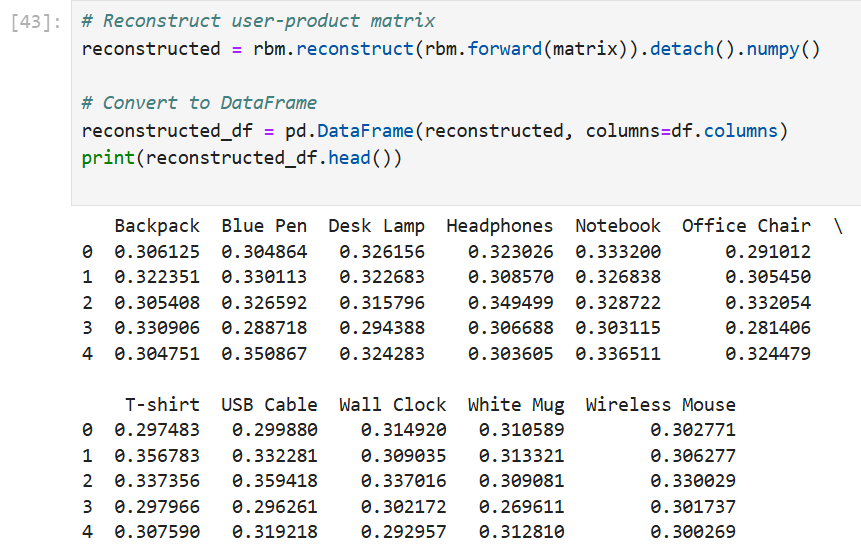 [43]: # Reconstruct user-product matrix
reconstructed = rbm.reconstruct(rbm.forward(matrix)).detach().numpy()
# Convert to DataFrame
reconstructed_df = pd.DataFrame(reconstructed, columns=df.columns)
print(reconstructed_df.head())
Backpack Blue Pen Desk Lamp Headphones Notebook Office Chair \
0 0.306125 0.304864 0.326156 0.323026 0.333200 0.291012
1 0.322351 0.330113 0.322683 0.308570 0.326838 0.305450
2 0.305408 0.326592 0.315796 0.349499 0.328722 0.332054
3 0.330906 0.288718 0.294388 0.306688 0.303115 0.281406
4 0.304751 0.350867 0.324283 0.303605 0.336511 0.324479
T-shirt USB Cable Wall Clock White Mug Wireless Mouse
0 0.297483 0.299880 0.314920 0.310589 0.302771
1 0.356783 0.332281 0.309035 0.313321 0.306277
2 0.337356 0.359418 0.337016 0.309081 0.330029
3 0.297966 0.296261 0.302172 0.269611 0.301737
4 0.307590 0.319218 0.292957 0.312810 0.300269